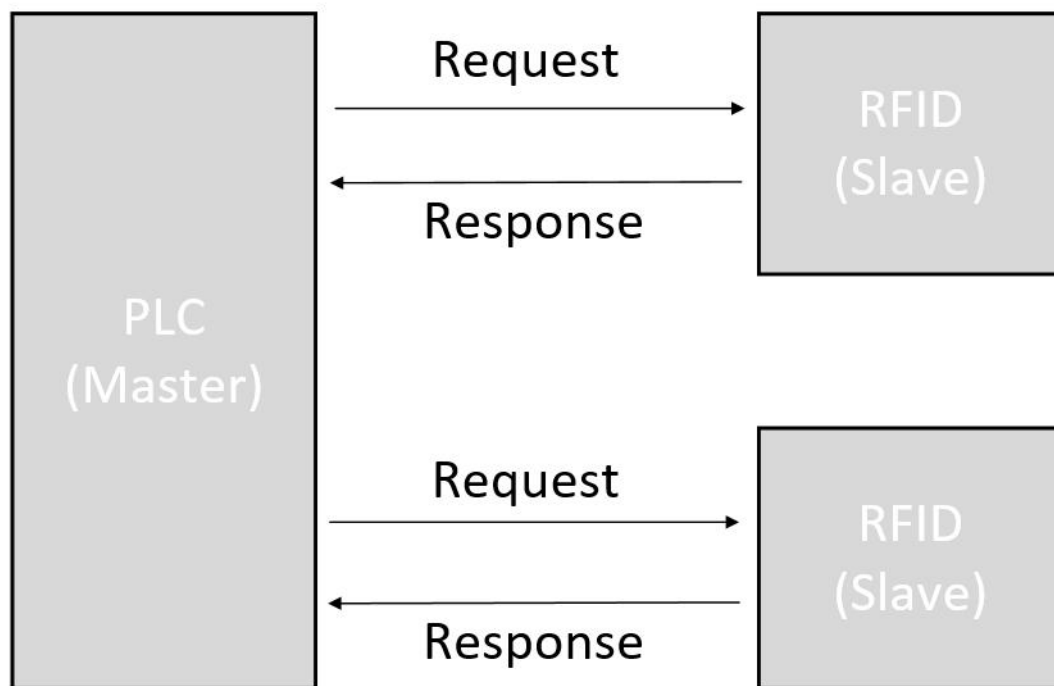 Request
RFID
(Slave)
Response
PLC
(Master)
Request
RFID
(Slave)
Response